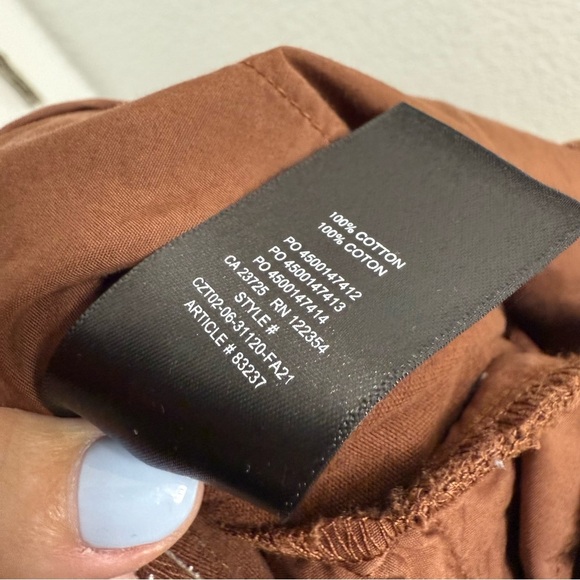 100% COTTON
100% COTON
PO 4500147412
PO 4500147413
PO 4500147414
CA 23725 RN 122354
STYLE #
CZT02-06-31120-FA21
ARTICLE # 83237